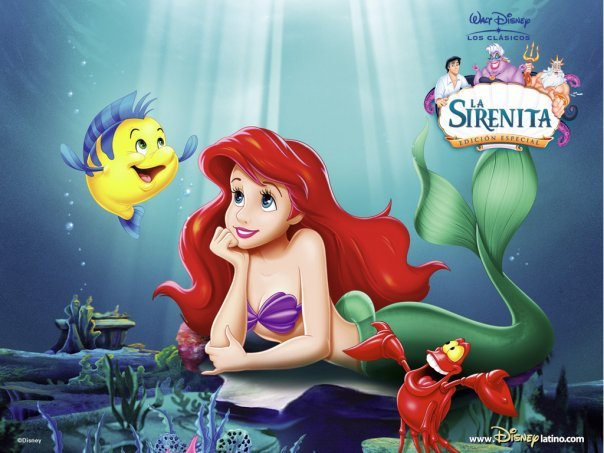 WALT DISNEY
LOS CLÁSICOS
LA
SIRENITA
EDICIÓN ESPECIAL
©Disney
www.Disneylatino.com